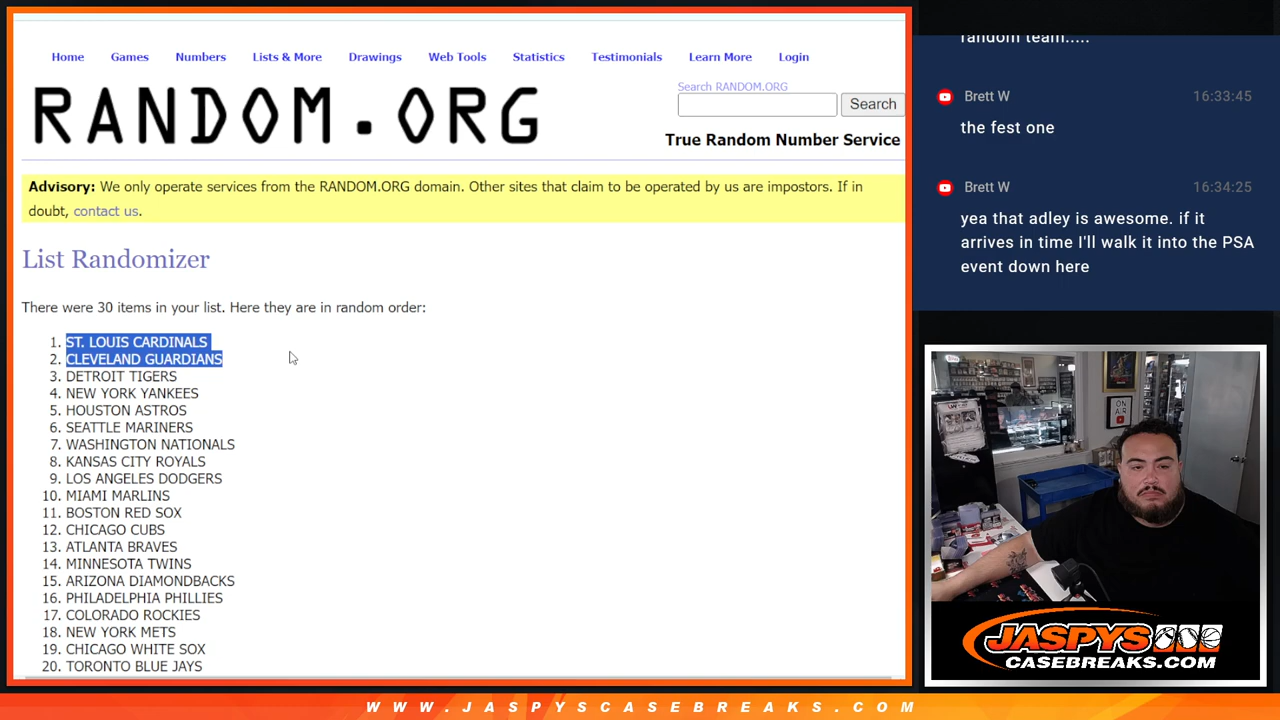 Home Games Numbers Lists & More Drawings Web Tools Statistics Testimonials Learn More Login
RANDOM.ORG
Search RANDOM.ORG
Search
True Random Number Service
Advisory: We only operate services from the RANDOM.ORG domain. Other sites that claim to be operated by us are impostors. If in
doubt, contact us.
List Randomizer
There were 30 items in your list. Here they are in random order:
1. ST. LOUIS CARDINALS
2. CLEVELAND GUARDIANS
3. DETROIT TIGERS
4. NEW YORK YANKEES
5. HOUSTON ASTROS
6. SEATTLE MARINERS
7. WASHINGTON NATIONALS
8. KANSAS CITY ROYALS
9. LOS ANGELES DODGERS
10. MIAMI MARLINS
11. BOSTON RED SOX
12. CHICAGO CUBS
13. ATLANTA BRAVES
14. MINNESOTA TWINS
15. ARIZONA DIAMONDBACKS
16. PHILADELPHIA PHILLIES
17. COLORADO ROCKIES
18. NEW YORK METS
19. CHICAGO WHITE SOX
20. TORONTO BLUE JAYS
random team.....
Brett W 16:33:45
the fest one
Brett W 16:34:25
yea that adley is awesome. if it
arrives in time I'll walk it into the PSA
event down here
ON
AIR
JASPYS
CASEBREAKS.COM
WWW.JASPYSCASEBREAKS.COM